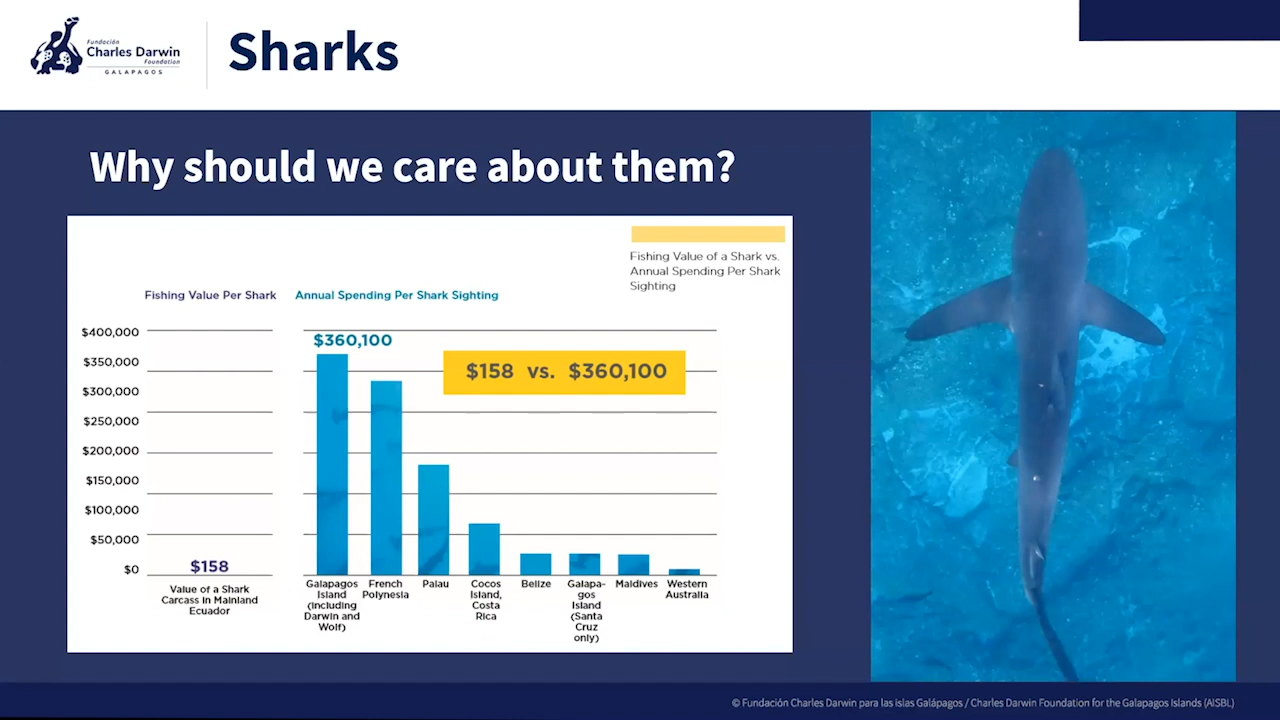 Fundación
Charles Darwin
Foundation
GALAPAGOS
Sharks
Why should we care about them?
Fishing Value of a Shark vs.
Annual Spending Per Shark
Sighting
Fishing Value Per Shark
Annual Spending Per Shark Sighting
$400,000
$350,000
$300,000
$250,000
$200,000
$150,000
$100,000
$50,000
$0
$360,100
$158 vs. $360,100
$158
Value of a Shark
Carcass in Mainland
Ecuador
Galapagos
Island
(including
Darwin and
Wolf)
French
Polynesia
Palau
Cocos
Island,
Costa
Rica
Belize
Galapa-
gos
Island
(Santa
Cruz
only)
Maldives
Western
Australia
© Fundación Charles Darwin para las islas Galápagos / Charles Darwin Foundation for the Galapagos Islands (AISBL)